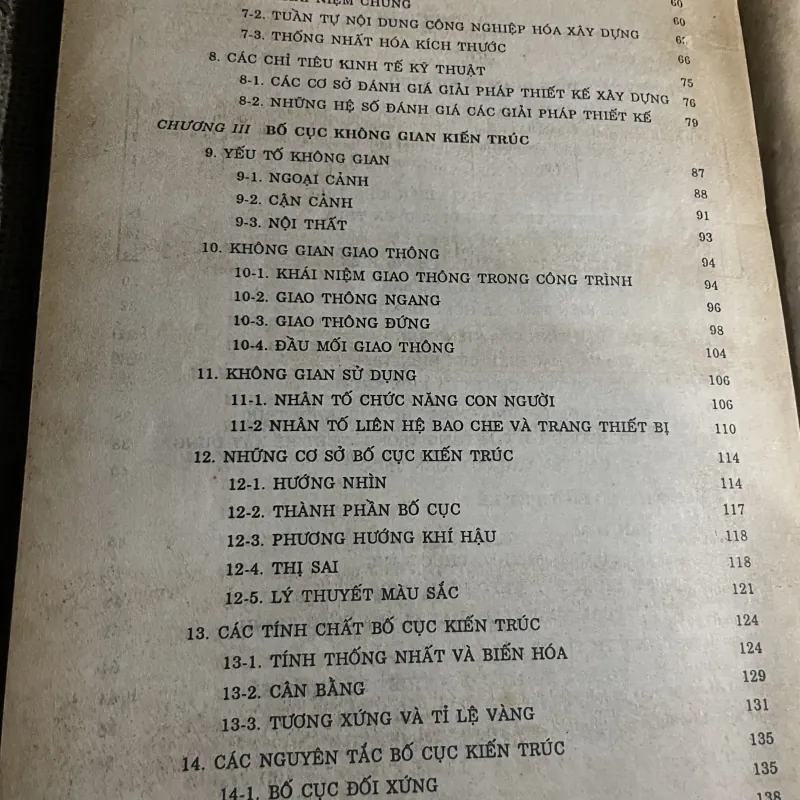 NIỆM CHUNG 60
7-2. TUẦN TỰ NỘI DUNG CÔNG NGHIỆP HÓA XÂY DỰNG 60
7-3. THỐNG NHẤT HÓA KÍCH THƯỚC
8. CÁC CHỈ TIÊU KINH TẾ KỸ THUẬT 66
8-1. CÁC CƠ SỞ ĐÁNH GIÁ GIẢI PHÁP THIẾT KẾ XÂY DỰNG 75
8-2. NHỮNG HỆ SỐ ĐÁNH GIÁ CÁC GIẢI PHÁP THIẾT KẾ 76
CHƯƠNG III BỐ CỤC KHÔNG GIAN KIẾN TRÚC 79
9. YẾU TỐ KHÔNG GIAN 87
9-1. NGOẠI CẢNH 88
9-2. CẬN CẢNH 91
9-3. NỘI THẤT 93
10. KHÔNG GIAN GIAO THÔNG 94
10-1. KHÁI NIỆM GIAO THÔNG TRONG CÔNG TRÌNH 94
10-2. GIAO THÔNG NGANG 96
10-3. GIAO THÔNG ĐỨNG 98
10-4. ĐẦU MỐI GIAO THÔNG 104
11. KHÔNG GIAN SỬ DỤNG 106
11-1. NHÂN TỐ CHỨC NĂNG CON NGƯỜI 106
11-2 NHÂN TỐ LIÊN HỆ BAO CHE VÀ TRANG THIẾT BỊ 110
12. NHỮNG CƠ SỞ BỐ CỤC KIẾN TRÚC 114
12-1. HƯỚNG NHÌN 114
12-2. THÀNH PHẦN BỐ CỤC 117
12-3. PHƯƠNG HƯỚNG KHÍ HẬU 118
12-4. THỊ SAI 118
12-5. LÝ THUYẾT MÀU SẮC 121
13. CÁC TÍNH CHẤT BỐ CỤC KIẾN TRÚC 124
13-1. TÍNH THỐNG NHẤT VÀ BIẾN HÓA 124
13-2. CÂN BẰNG 129
13-3. TƯƠNG XỨNG VÀ TỈ LỆ VÀNG 131
14. CÁC NGUYÊN TẮC BỐ CỤC KIẾN TRÚC 135
14-1. BỐ CỤC ĐỐI XỨNG 135
138